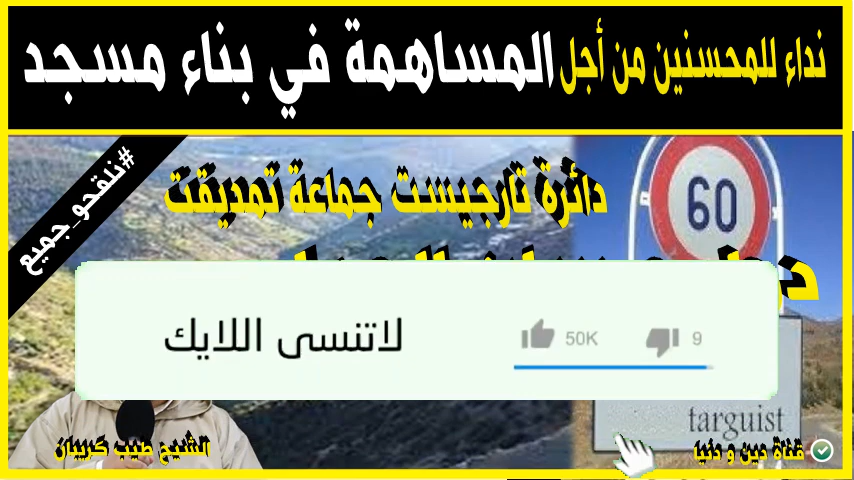 نداء للمحسنين من أجل المساهمة في بناء مسجد
#نلقحو_جميع
دائرة تارجيست جماعة تمديقت
60
لاتنسى اللايك
50K
9
targuist
الشيخ طيب كريبان
قناة دين و دنيا